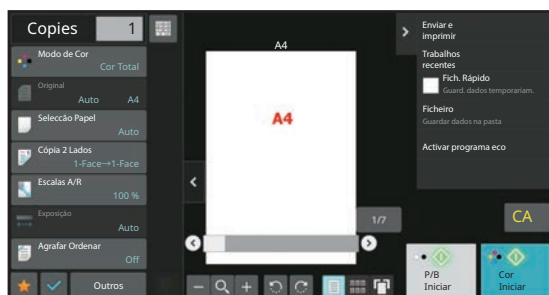 Copies 1
Modo de Cor
Cor Total
Original
Auto A4
Selecção Papel
Auto
Cópia 2 Lados
1-Face→1-Face
Escalas A/R
100 %
Exposição
Auto
Agrafar Ordenar
Off
Outros
A4
A4
1/7
Enviar e
imprimir
Trabalhos
recentes
Fich. Rápido
Guard. dados temporariam.
Ficheiro
Guardar dados na pasta
Activar programa eco
CA
P/B
Iniciar
Cor
Iniciar